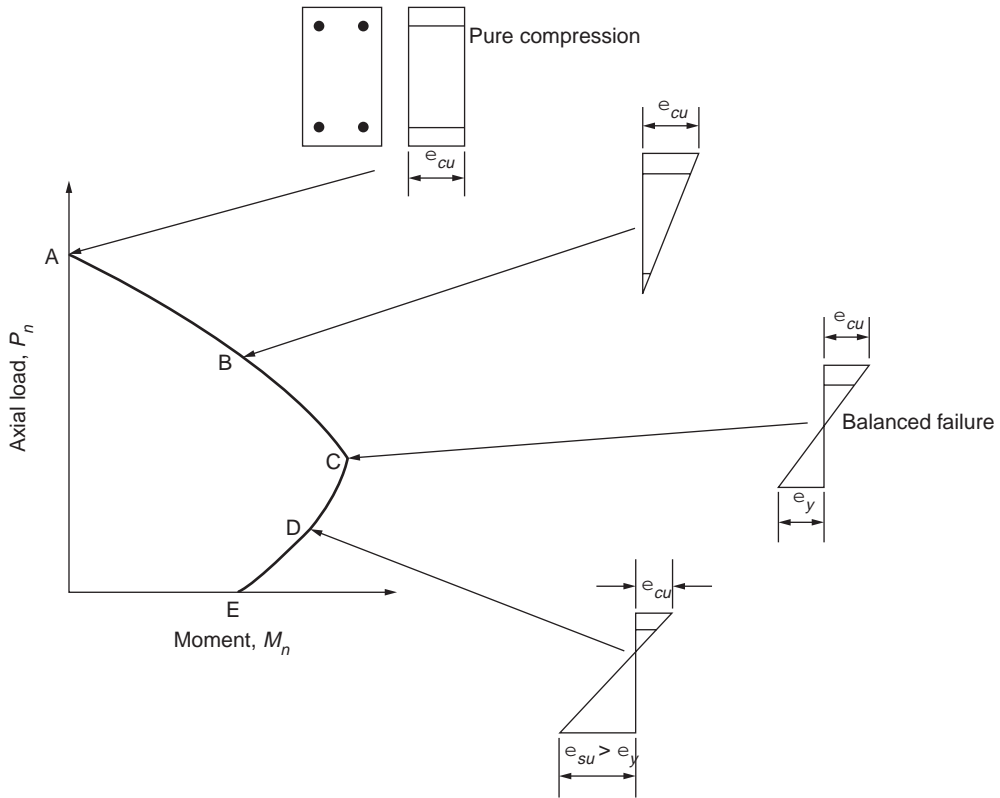 Pure compression
e_cu
e_cu
A
e_cu
B
Balanced failure
Axial load, P_n
C
e_y
D
e_cu
E
Moment, M_n
e_su > e_y